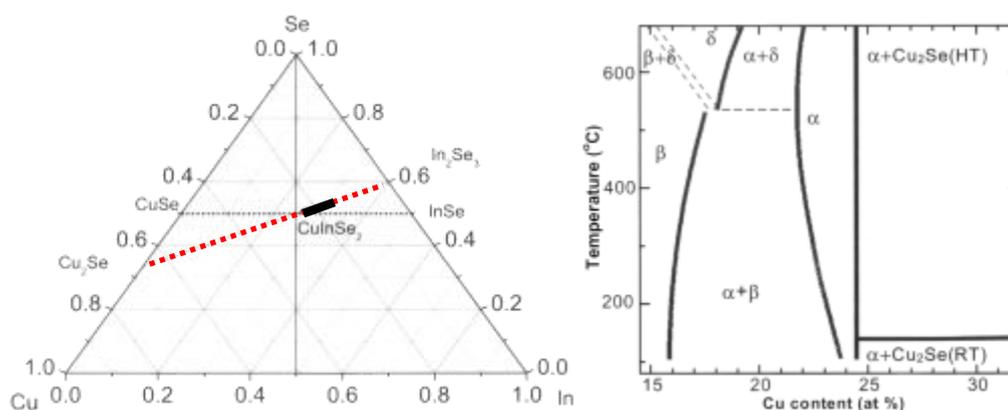 Se
0.0 1.0
0.2 0.8
0.4 0.6
In₂Se₃
CuSe InSe
CuInSe₂
0.6 0.4
Cu₂Se
0.8 0.2
1.0 0.0
0.0 0.2 0.4 0.6 0.8 1.0
Cu In
Temperature (°C)
600
400
200
β+δ
δ
α+δ
α+Cu₂Se(HT)
α
β
α+β
α+Cu₂Se(RT)
15 20 25 30
Cu content (at %)